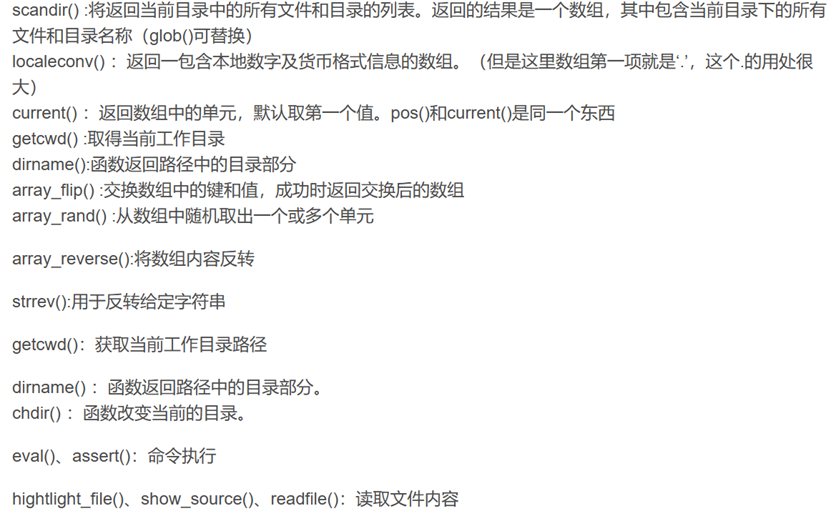 scandir() :将返回当前目录中的所有文件和目录的列表。返回的结果是一个数组，其中包含当前目录下的所有
文件和目录名称（glob()可替换）
localeconv() ：返回一包含本地数字及货币格式信息的数组。（但是这里数组第一项就是‘.’，这个.的用处很
大）
current() ：返回数组中的单元，默认取第一个值。pos()和current()是同一个东西
getcwd() :取得当前工作目录
dirname():函数返回路径中的目录部分
array_flip() :交换数组中的键和值，成功时返回交换后的数组
array_rand() :从数组中随机取出一个或多个单元
array_reverse():将数组内容反转
strrev():用于反转给定字符串
getcwd()：获取当前工作目录路径
dirname() ：函数返回路径中的目录部分。
chdir() ：函数改变当前的目录。
eval()、assert()：命令执行
hightlight_file()、show_source()、readfile()：读取文件内容